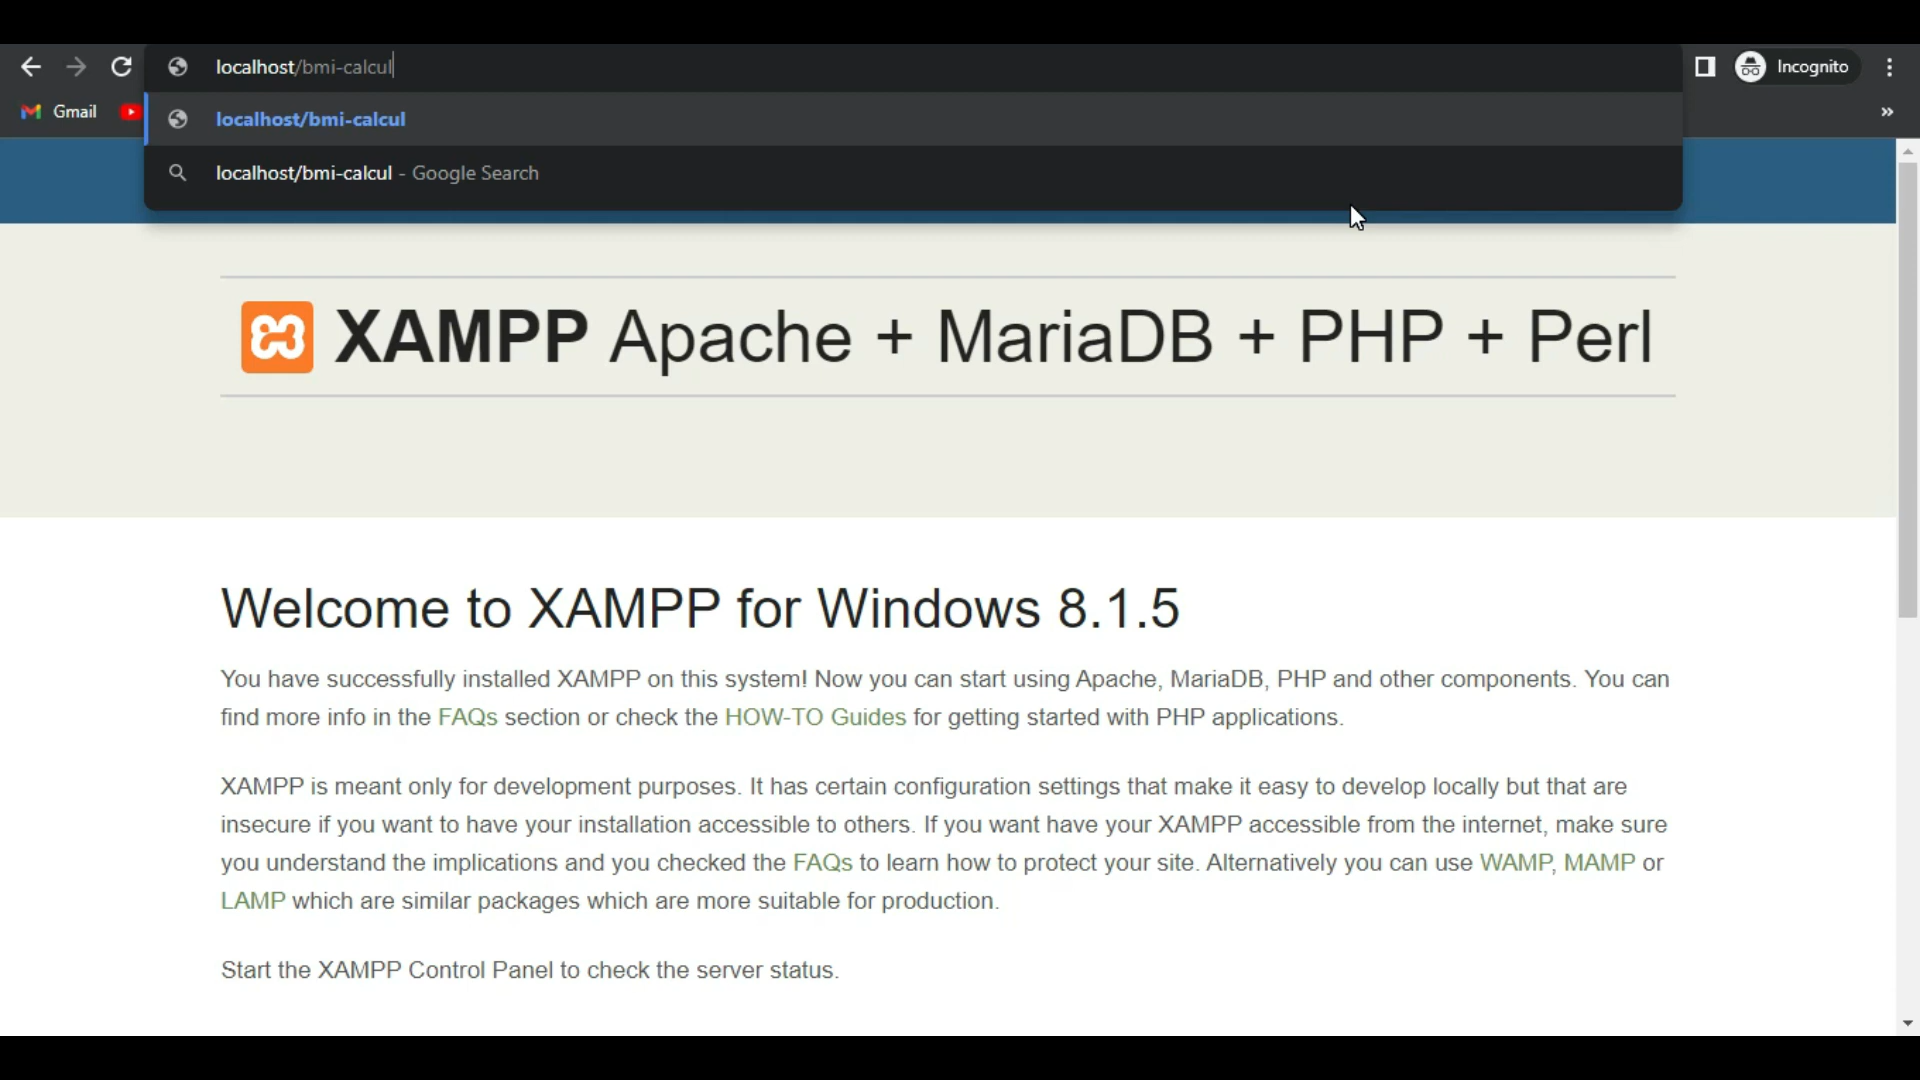 localhost/bmi-calcul
Incognito
Gmail
localhost/bmi-calcul
localhost/bmi-calcul - Google Search
XAMPP Apache + MariaDB + PHP + Perl
Welcome to XAMPP for Windows 8.1.5
You have successfully installed XAMPP on this system! Now you can start using Apache, MariaDB, PHP and other components. You can
find more info in the FAQs section or check the HOW-TO Guides for getting started with PHP applications.
XAMPP is meant only for development purposes. It has certain configuration settings that make it easy to develop locally but that are
insecure if you want to have your installation accessible to others. If you want have your XAMPP accessible from the internet, make sure
you understand the implications and you checked the FAQs to learn how to protect your site. Alternatively you can use WAMP, MAMP or
LAMP which are similar packages which are more suitable for production.
Start the XAMPP Control Panel to check the server status.